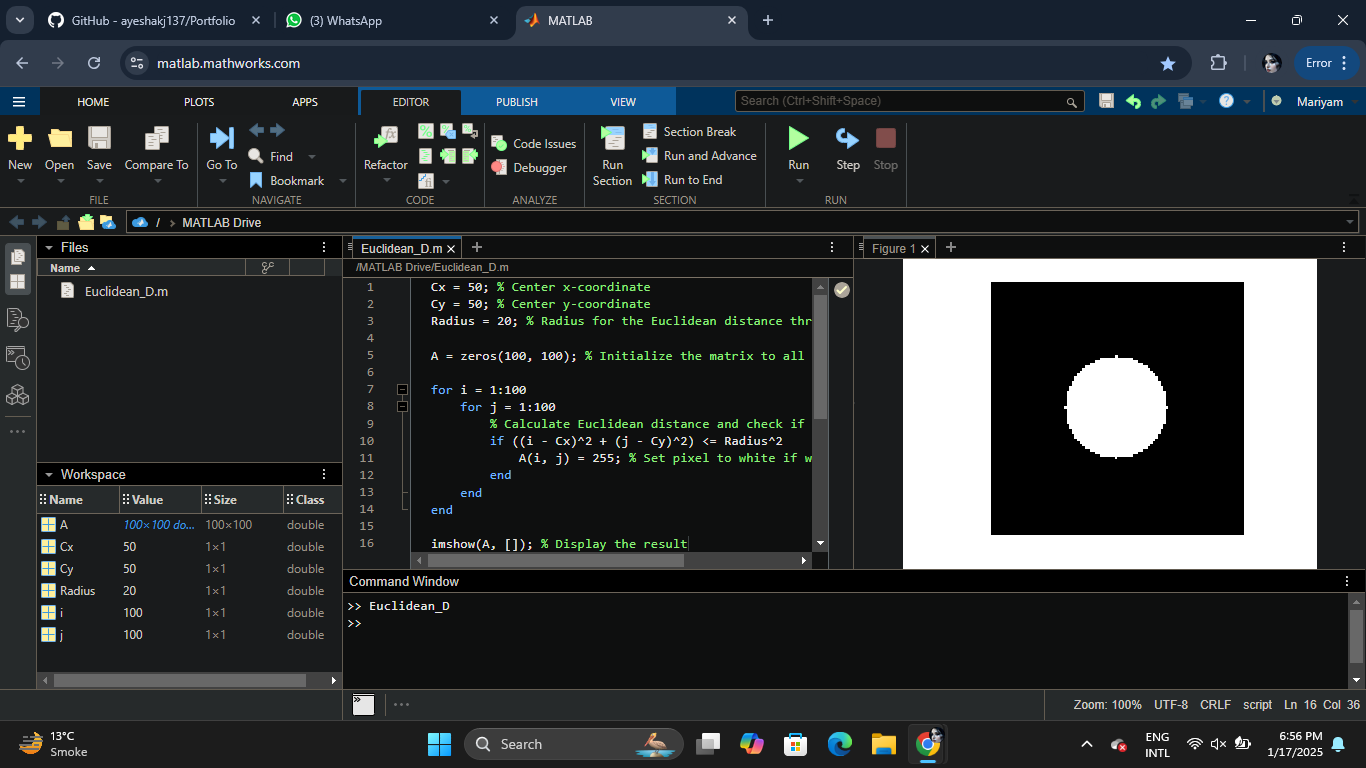 GitHub - ayeshakj137/Portfolio
(3) WhatsApp
MATLAB
matlab.mathworks.com
Error
HOME
PLOTS
APPS
EDITOR
PUBLISH
VIEW
Search (Ctrl+Shift+Space)
Mariyam
New
Open
Save
Compare To
FILE
Go To
Find
Bookmark
NAVIGATE
Refactor
CODE
Code Issues
Debugger
ANALYZE
Run Section
Section Break
Run and Advance
Run to End
SECTION
Run
Step
Stop
RUN
/ > MATLAB Drive
Files
Name
Euclidean_D.m
Workspace
Name Value Size Class
A 100×100 do... 100×100 double
Cx 50 1×1 double
Cy 50 1×1 double
Radius 20 1×1 double
i 100 1×1 double
j 100 1×1 double
Euclidean_D.m
/MATLAB Drive/Euclidean_D.m
1 Cx = 50; % Center x-coordinate
2 Cy = 50; % Center y-coordinate
3 Radius = 20; % Radius for the Euclidean distance thr
4
5 A = zeros(100, 100); % Initialize the matrix to all
6
7 for i = 1:100
8 for j = 1:100
9 % Calculate Euclidean distance and check if
10 if ((i - Cx)^2 + (j - Cy)^2) <= Radius^2
11 A(i, j) = 255; % Set pixel to white if w
12 end
13 end
14 end
15
16 imshow(A, []); % Display the result
Figure 1
Command Window
>> Euclidean_D
>>
Zoom: 100% UTF-8 CRLF script Ln 16 Col 36
13°C
Smoke
Search
ENG
INTL
6:56 PM
1/17/2025